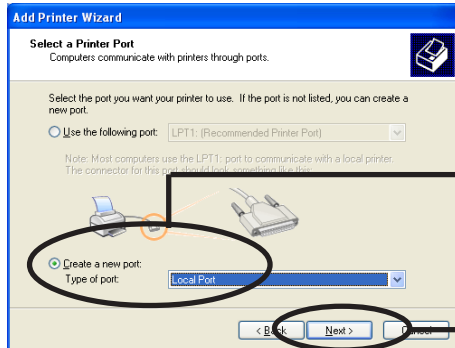 Add Printer Wizard
Select a Printer Port
Computers communicate with printers through ports.
Select the port you want your printer to use. If the port is not listed, you can create a
new port.
Use the following port: LPT1: (Recommended Printer Port)
Note: Most computers use the LPT1: port to communicate with a local printer.
The connector for this port should look something like this:
Create a new port:
Type of port: Local Port
< Back Next > Cancel